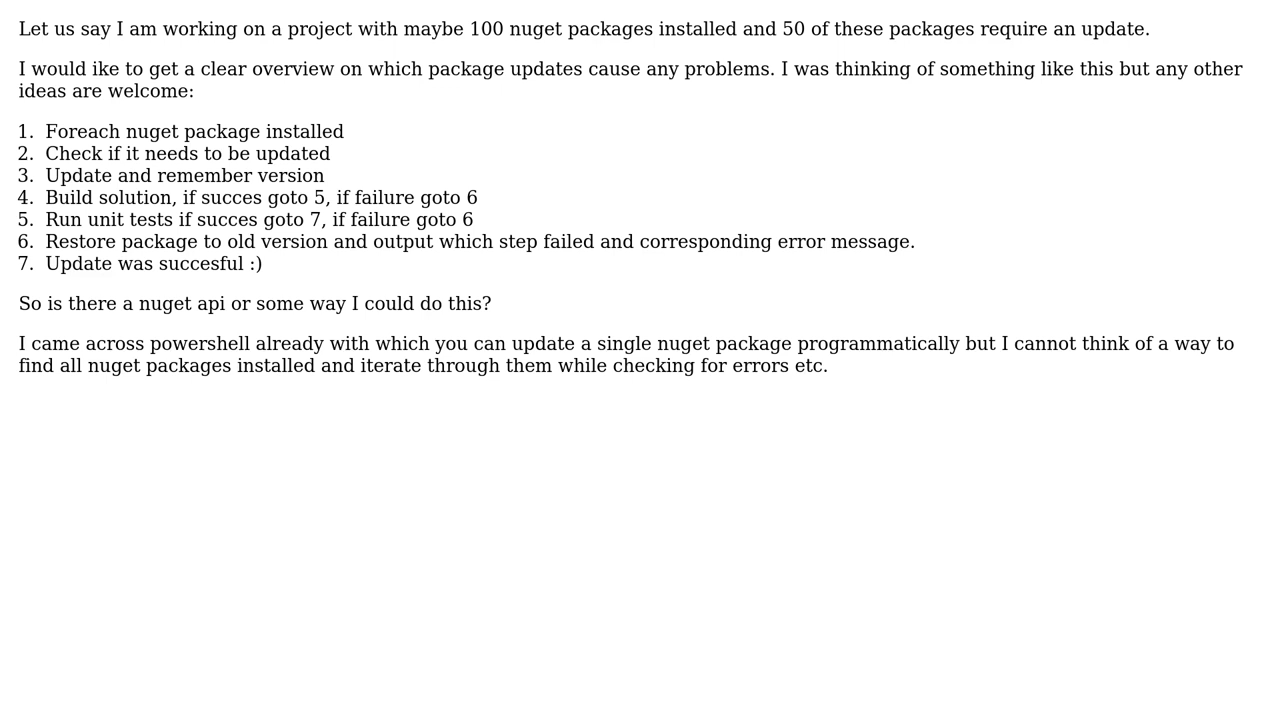 Let us say I am working on a project with maybe 100 nuget packages installed and 50 of these packages require an update.
I would ike to get a clear overview on which package updates cause any problems. I was thinking of something like this but any other
ideas are welcome:
1. Foreach nuget package installed
2. Check if it needs to be updated
3. Update and remember version
4. Build solution, if succes goto 5, if failure goto 6
5. Run unit tests if succes goto 7, if failure goto 6
6. Restore package to old version and output which step failed and corresponding error message.
7. Update was succesful :)
So is there a nuget api or some way I could do this?
I came across powershell already with which you can update a single nuget package programmatically but I cannot think of a way to
find all nuget packages installed and iterate through them while checking for errors etc.